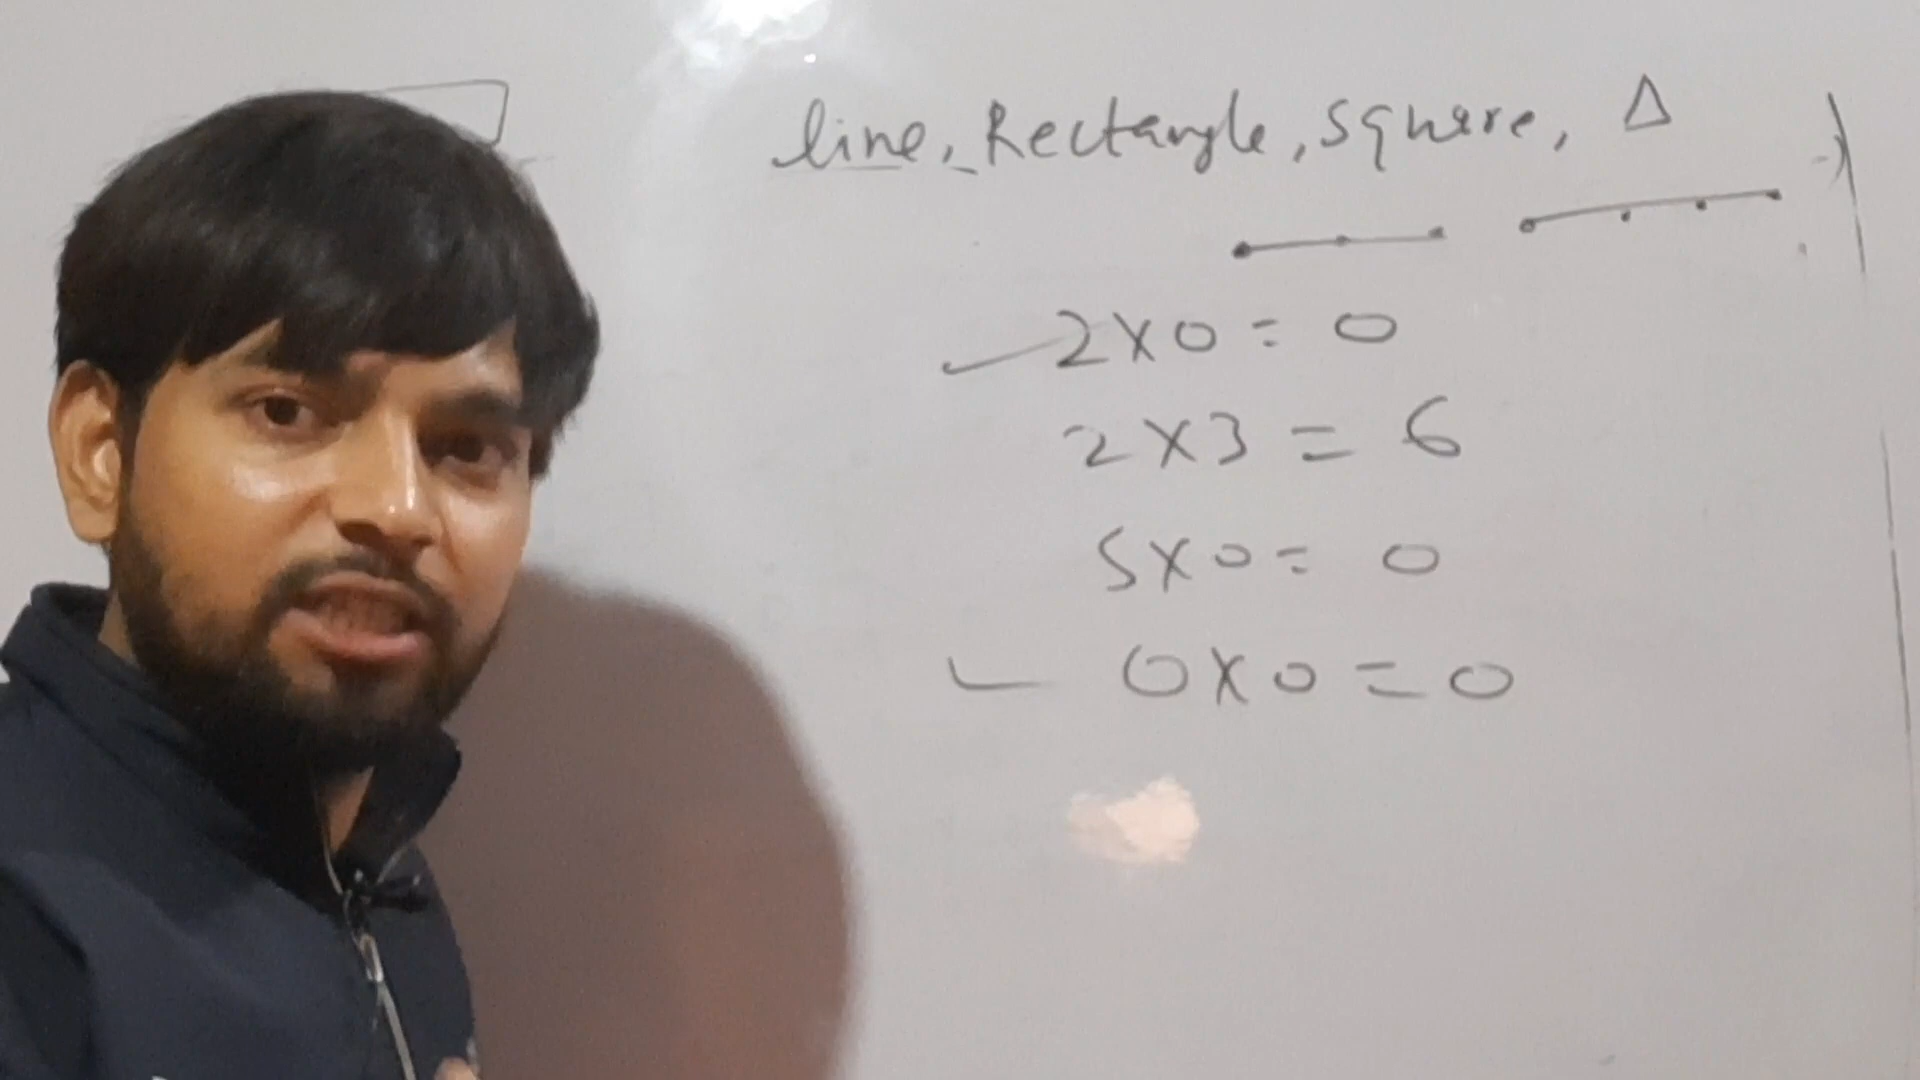 line, Rectangle, square, Δ
2×0=0
2×3=6
5×0=0
0×0=0